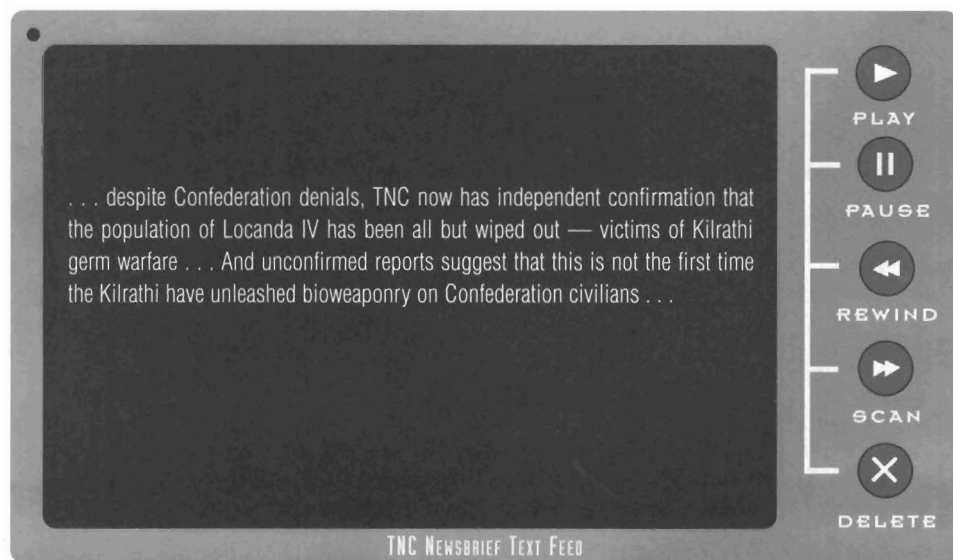 . . . despite Confederation denials, TNC now has independent confirmation that
the population of Locanda IV has been all but wiped out — victims of Kilrathi
germ warfare . . . And unconfirmed reports suggest that this is not the first time
the Kilrathi have unleashed bioweaponry on Confederation civilians . . .
TNC NEWSBRIEF TEXT FEED
PLAY
PAUSE
REWIND
SCAN
DELETE